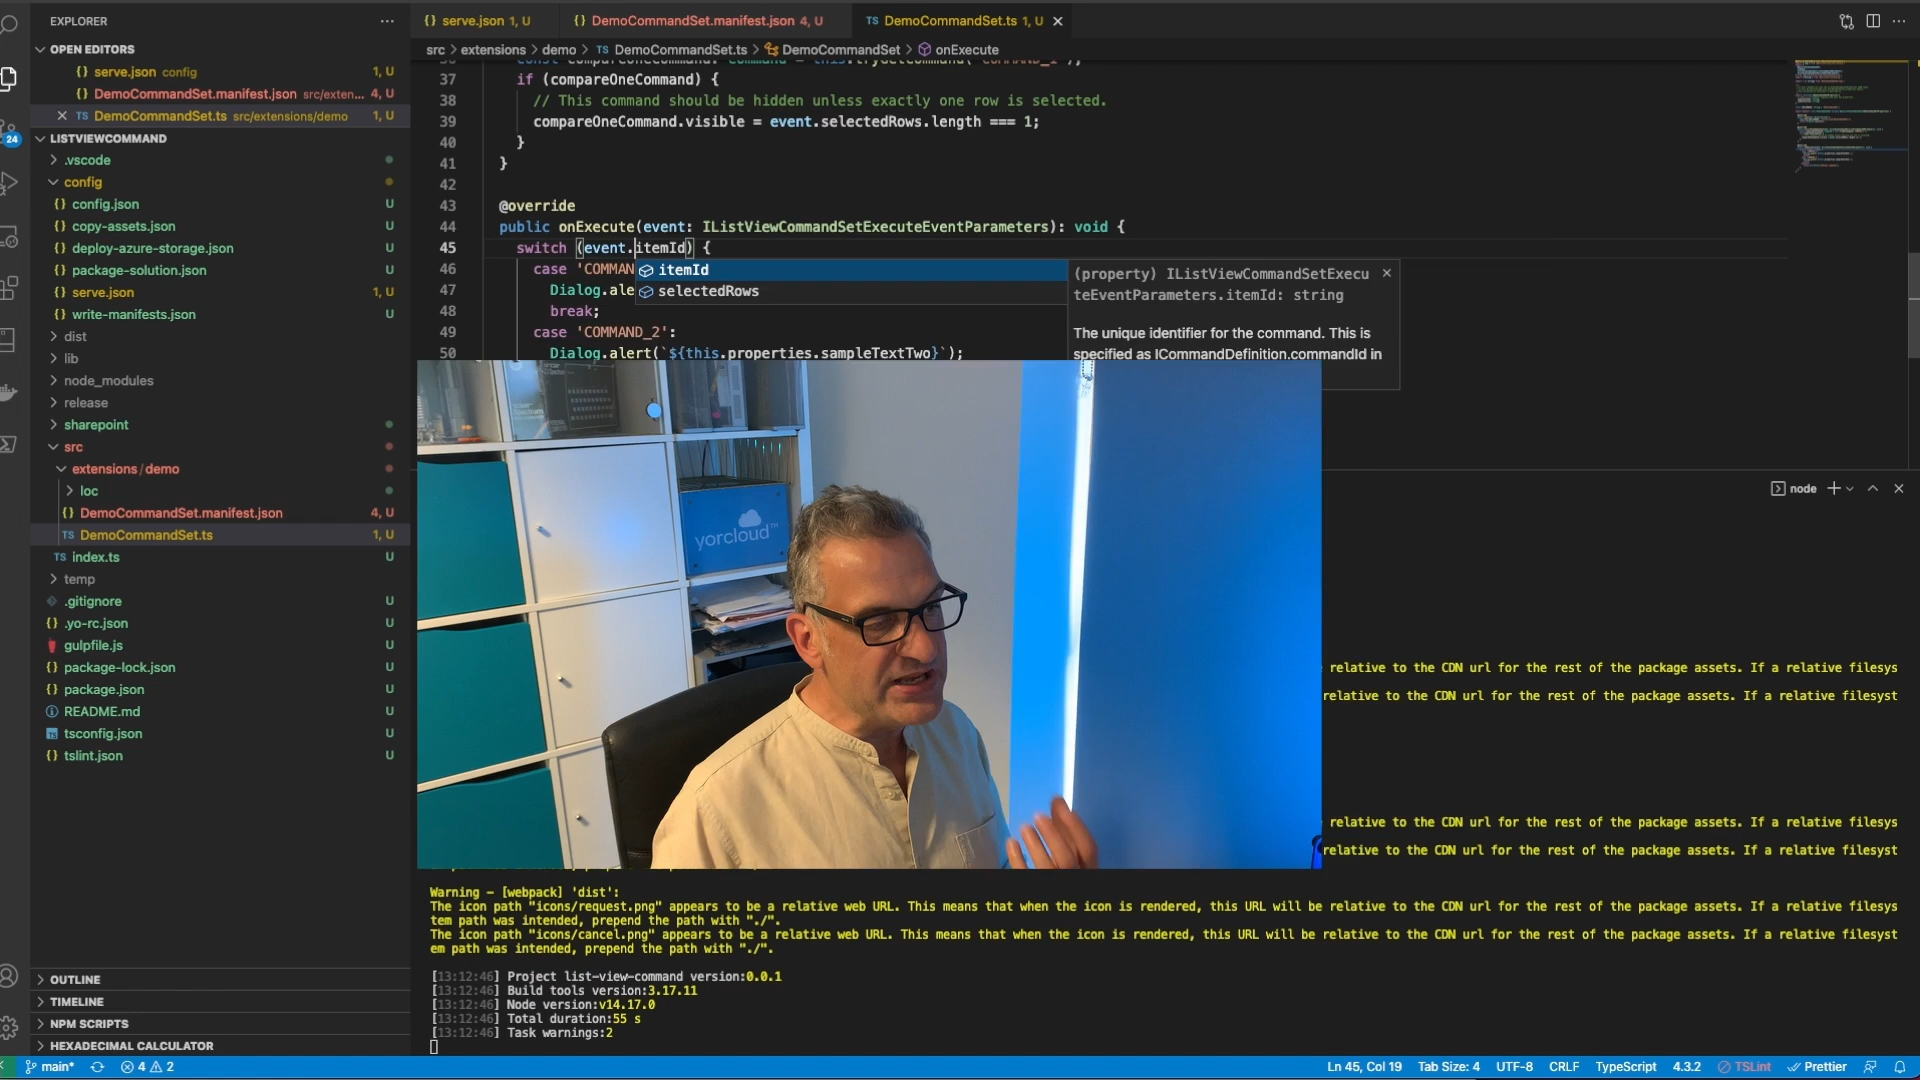 EXPLORER
OPEN EDITORS
serve.json config 1, U
DemoCommandSet.manifest.json src/exten... 4, U
TS DemoCommandSet.ts src/extensions/demo 1, U
24
LISTVIEWCOMMAND
.vscode
config
config.json U
copy-assets.json U
deploy-azure-storage.json U
package-solution.json U
serve.json 1, U
write-manifests.json U
dist
lib
node_modules
release
sharepoint
src
extensions / demo
loc
DemoCommandSet.manifest.json 4, U
TS DemoCommandSet.ts 1, U
TS index.ts U
temp
.gitignore U
.yo-rc.json U
gulpfile.js U
package-lock.json U
package.json U
README.md U
tsconfig.json U
tslint.json U
OUTLINE
TIMELINE
NPM SCRIPTS
HEXADECIMAL CALCULATOR
{} serve.json 1, U
{} DemoCommandSet.manifest.json 4, U
TS DemoCommandSet.ts 1, U
src > extensions > demo > TS DemoCommandSet.ts > DemoCommandSet > onExecute
37 if (compareOneCommand) {
38 // This command should be hidden unless exactly one row is selected.
39 compareOneCommand.visible = event.selectedRows.length === 1;
40 }
41 }
42
43 @override
44 public onExecute(event: IListViewCommandSetExecuteEventParameters): void {
45 switch (event.itemId) {
46 case 'COMMAN
47 Dialog.ale
48 break;
49 case 'COMMAND_2':
50 Dialog.alert(`${this.properties.sampleTextTwo}`);
itemId
selectedRows
(property) IListViewCommandSetExecu
teEventParameters.itemId: string
The unique identifier for the command. This is
specified as ICommandDefinition.commandId in
yorcloud™
node
relative to the CDN url for the rest of the package assets. If a relative filesys
relative to the CDN url for the rest of the package assets. If a relative filesyst
relative to the CDN url for the rest of the package assets. If a relative filesys
relative to the CDN url for the rest of the package assets. If a relative filesyst
Warning - [webpack] 'dist':
The icon path "icons/request.png" appears to be a relative web URL. This means that when the icon is rendered, this URL will be relative to the CDN url for the rest of the package assets. If a relative filesys
tem path was intended, prepend the path with "./".
The icon path "icons/cancel.png" appears to be a relative web URL. This means that when the icon is rendered, this URL will be relative to the CDN url for the rest of the package assets. If a relative filesyst
em path was intended, prepend the path with "./".
[13:12:46] Project list-view-command version:0.0.1
[13:12:46] Build tools version:3.17.11
[13:12:46] Node version:v14.17.0
[13:12:46] Total duration:55 s
[13:12:46] Task warnings:2
main* 4 2
Ln 45, Col 19 Tab Size: 4 UTF-8 CRLF TypeScript 4.3.2 TSLint Prettier